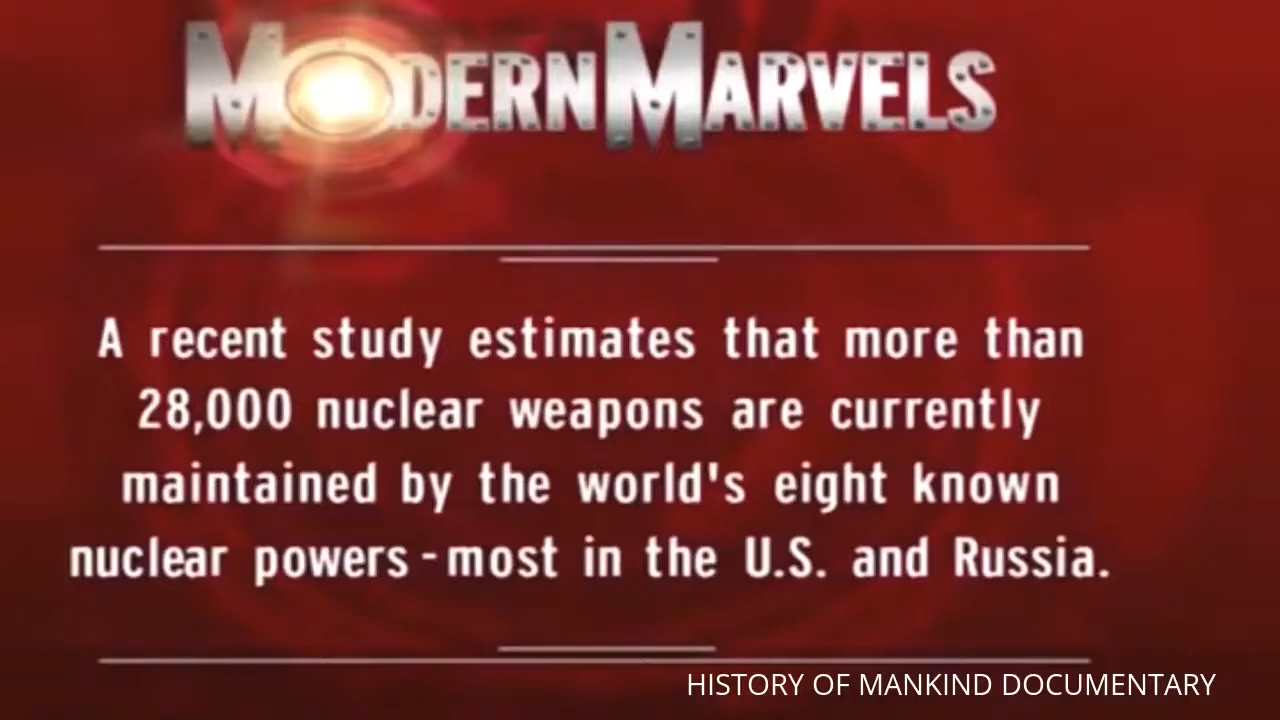 MODERN MARVELS
A recent study estimates that more than
28,000 nuclear weapons are currently
maintained by the world's eight known
nuclear powers - most in the U.S. and Russia.
HISTORY OF MANKIND DOCUMENTARY